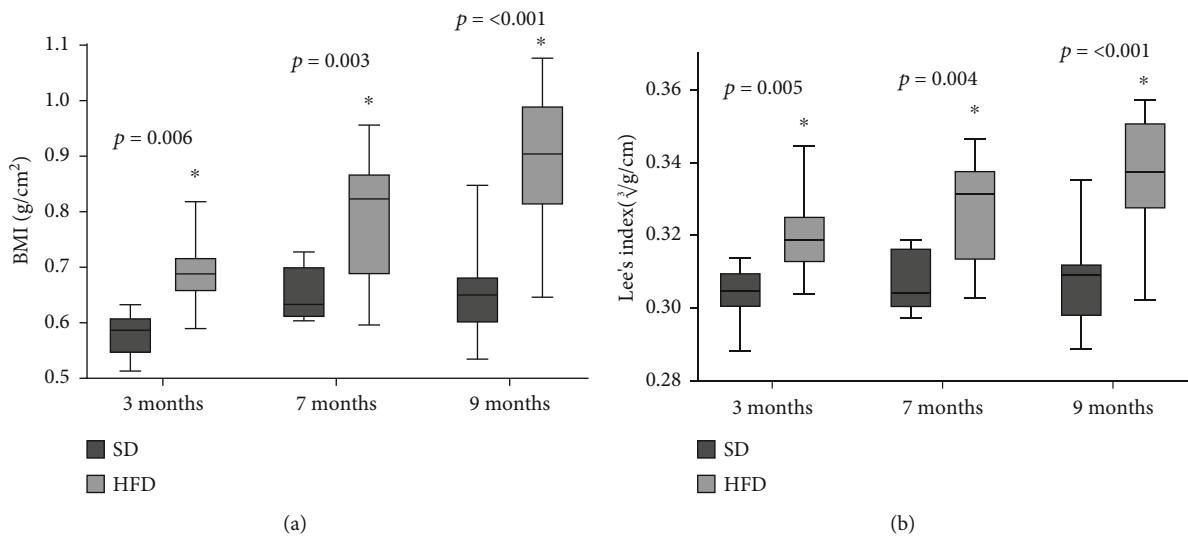 BMI (g/cm²)
1.1
1.0
0.9
0.8
0.7
0.6
0.5
p = 0.006
*
p = 0.003
*
p = <0.001
*
3 months
7 months
9 months
SD
HFD
(a)
Lee's index(∛/g/cm)
0.36
0.34
0.32
0.30
0.28
p = 0.005
*
p = 0.004
*
p = <0.001
*
3 months
7 months
9 months
SD
HFD
(b)